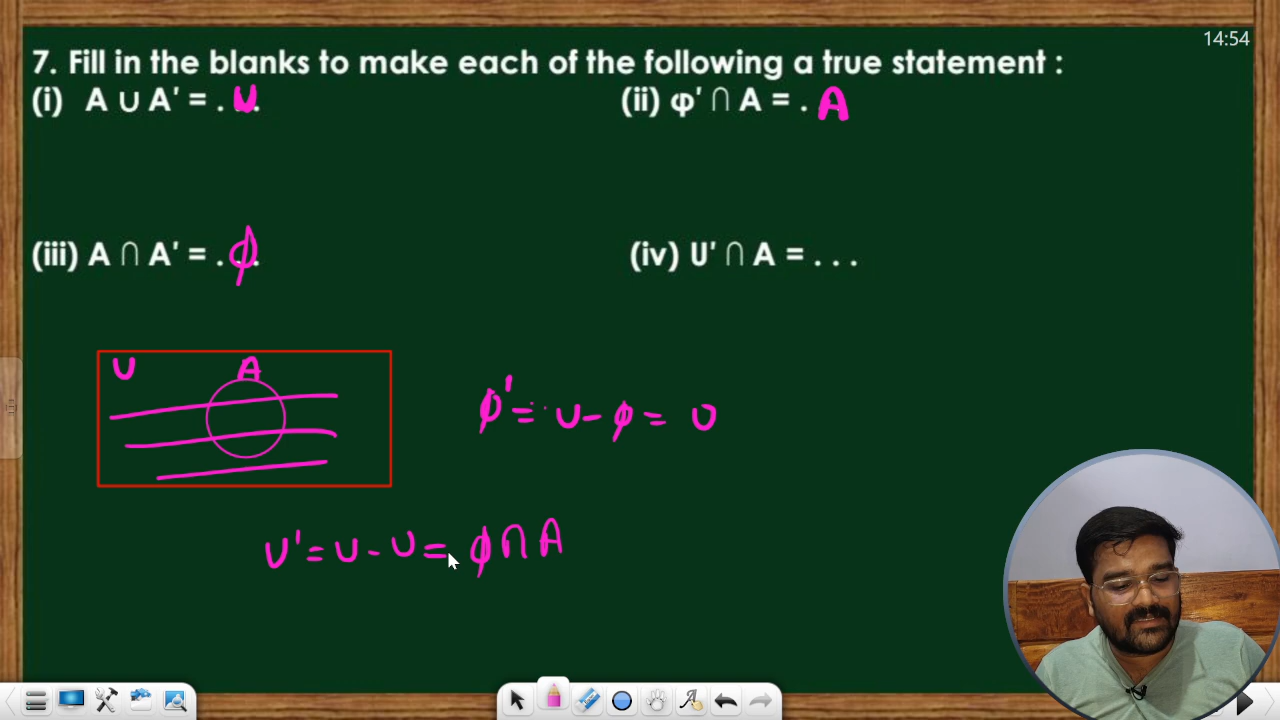 14:54
7. Fill in the blanks to make each of the following a true statement :
(i) A ∪ A′ = . U .
(ii) φ′ ∩ A = . A
(iii) A ∩ A′ = . ϕ .
(iv) U′ ∩ A = . . .
U A
ϕ' = U - ϕ = U
U' = U - U = ϕ ∩ A